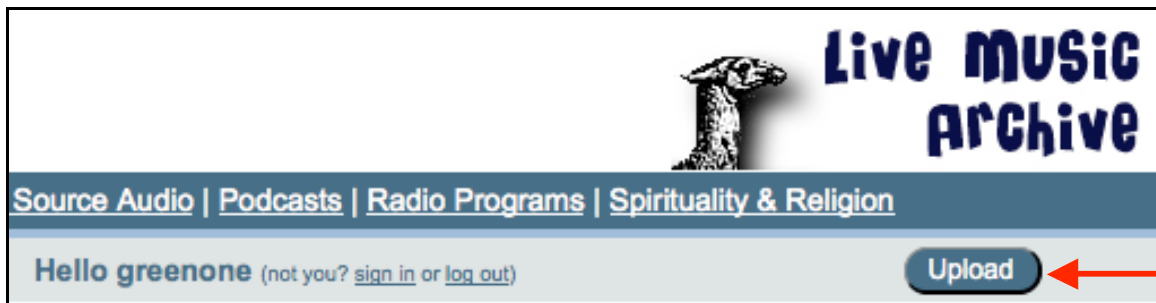 Live Music
Archive
Source Audio | Podcasts | Radio Programs | Spirituality & Religion
Hello greenone (not you? sign in or log out)
Upload